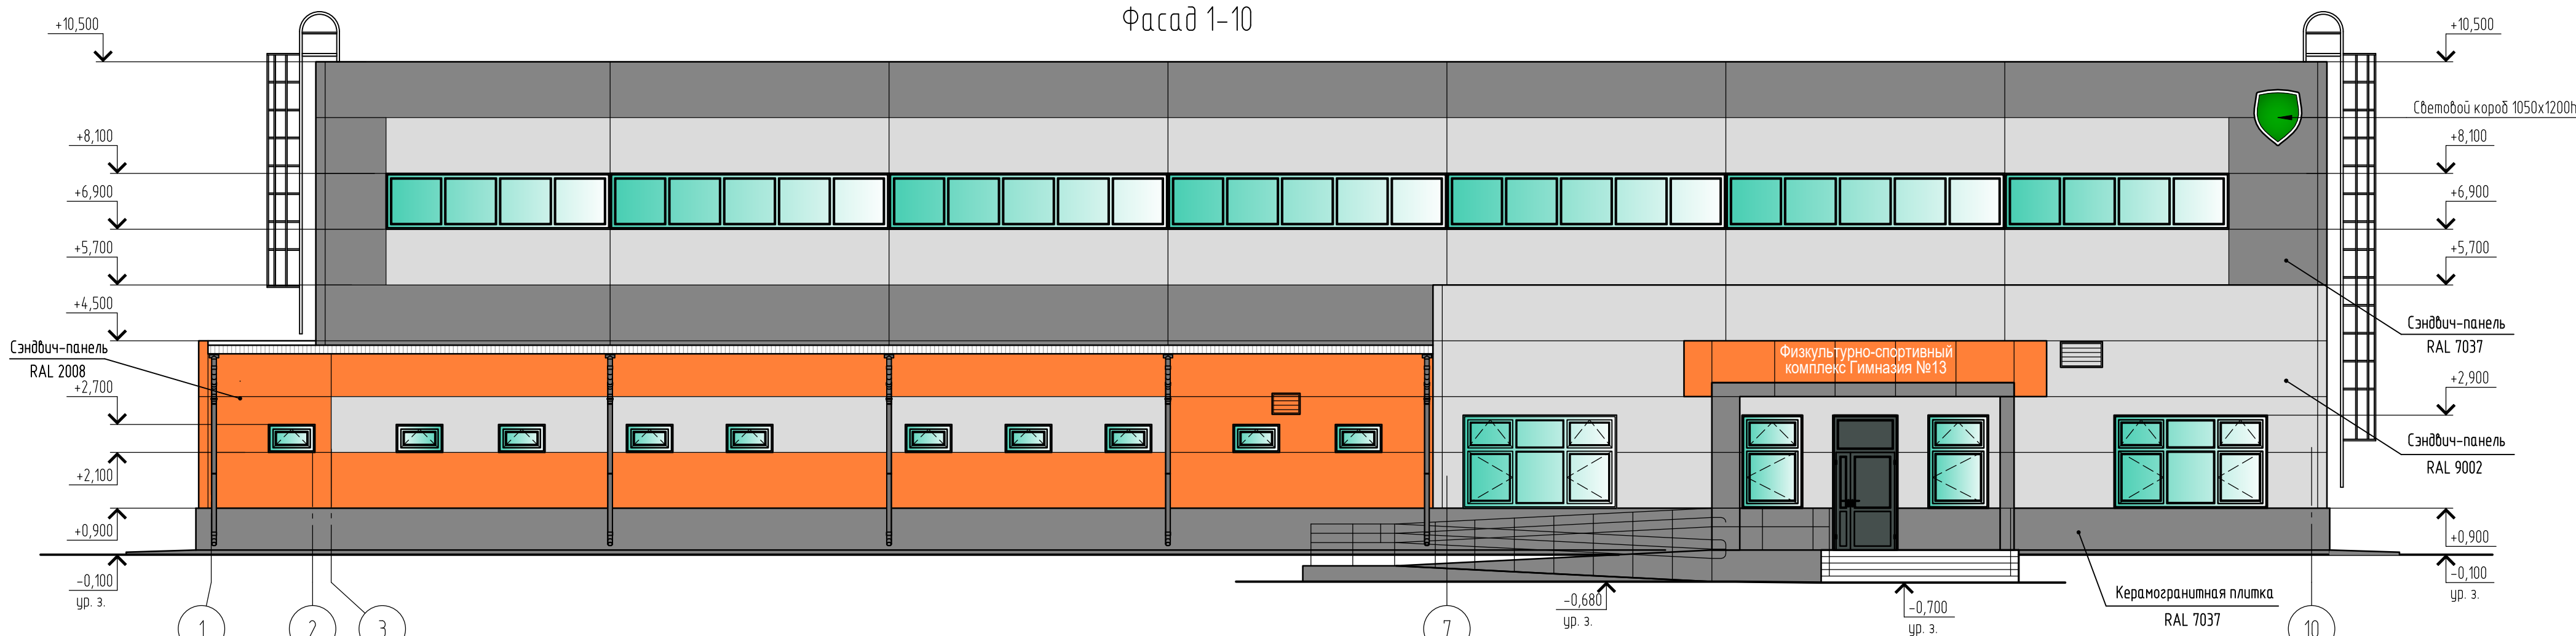 Фасад 1-10
+10,500
+8,100
+6,900
+5,700
+4,500
Сэндвич-панель
RAL 2008
+2,700
+2,100
+0,900
-0,100
ур. з.
Физкультурно-спортивный
комплекс Гимназия №13
+10,500
Световой короб 1050х1200h
+8,100
+6,900
+5,700
Сэндвич-панель
RAL 7037
+2,900
Сэндвич-панель
RAL 9002
+0,900
-0,100
ур. з.
Керамогранитная плитка
RAL 7037
-0,680
ур. з.
-0,700
ур. з.
1
2
3
7
10